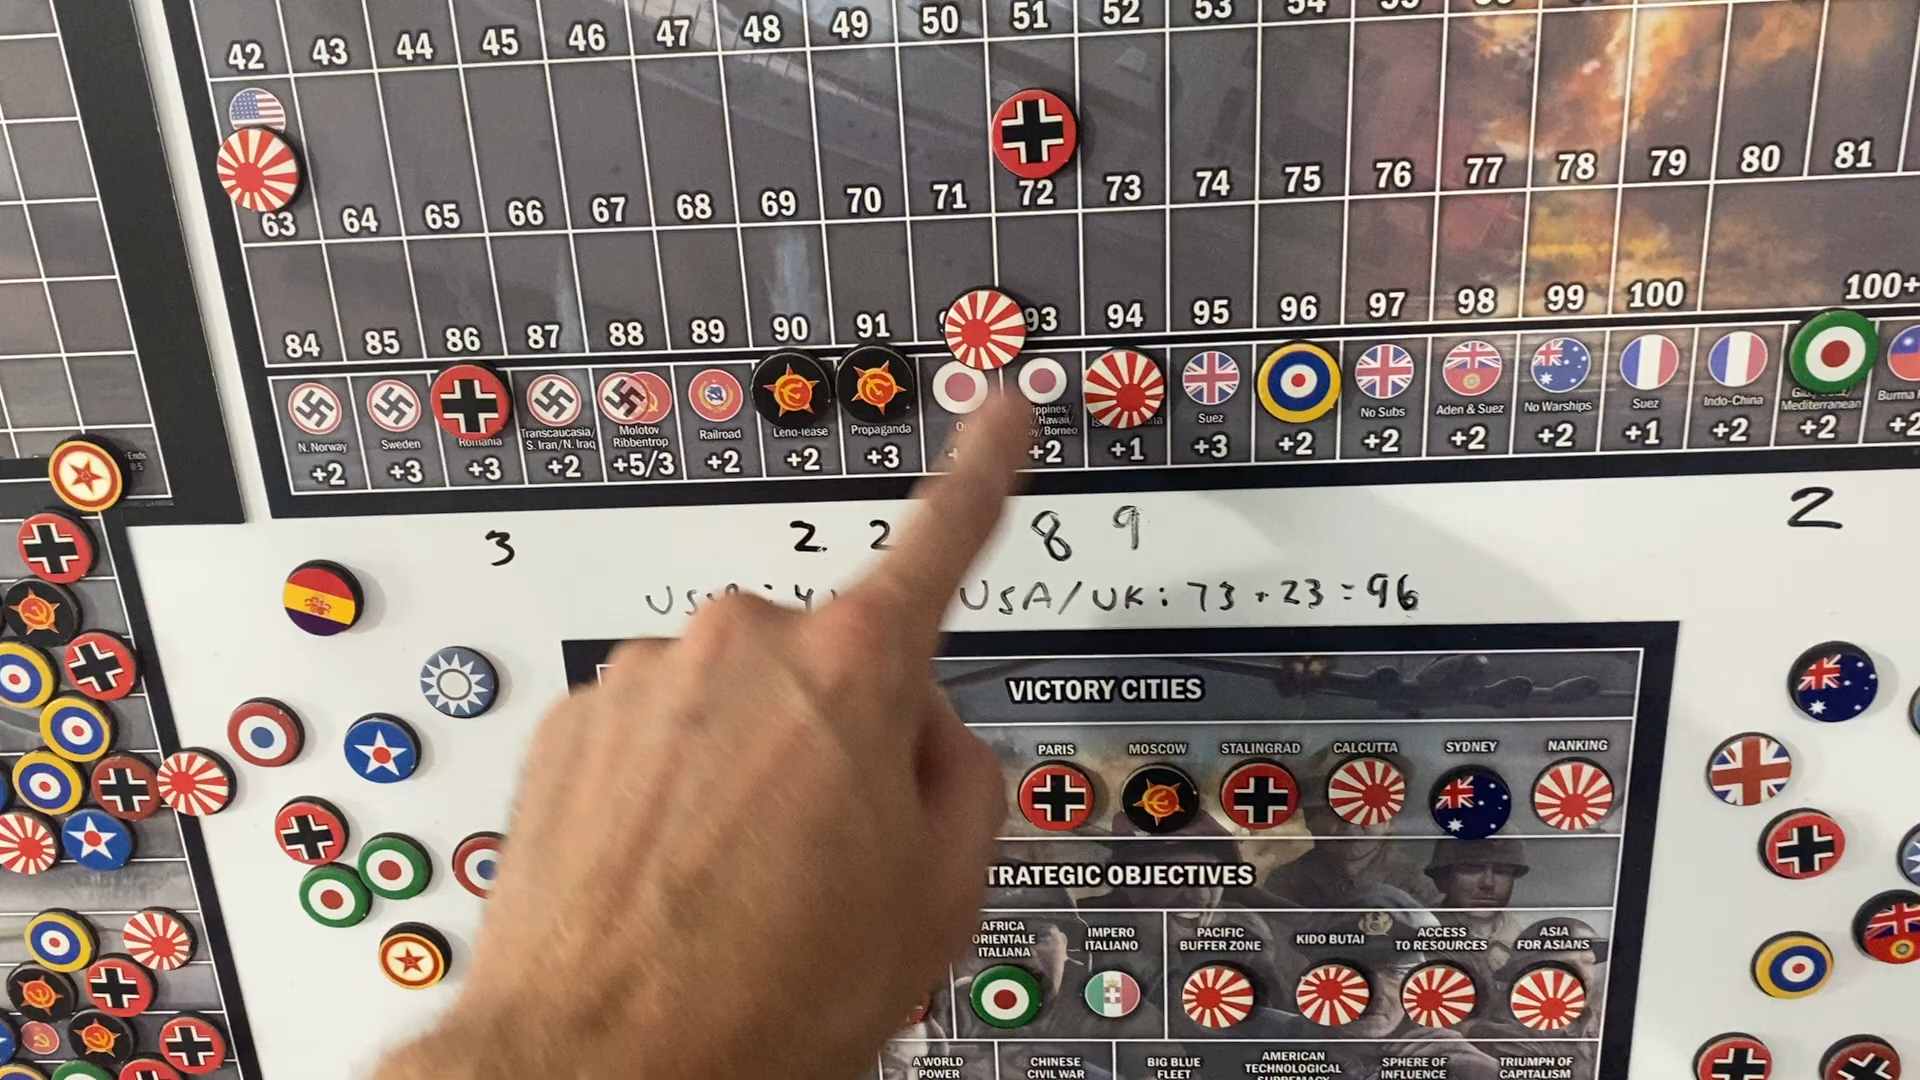 42 43 44 45 46 47 48 49 50 51 52 53 54
63 64 65 66 67 68 69 70 71 72 73 74 75 76 77 78 79 80 81
84 85 86 87 88 89 90 91 93 94 95 96 97 98 99 100 100+
N. Norway
+2
Sweden
+3
Romania
+3
Transcaucasia/
S. Iran/N. Iraq
+2
Molotov
Ribbentrop
+5/3
Railroad
+2
Lend-lease
+2
Propaganda
+3
/Hawaii/
/Borneo
+2
+1
Suez
+3
+2
No Subs
+2
Aden & Suez
+2
No Warships
+2
Suez
+1
Indo-China
+2
Mediterranean
+2
Burma
+2
3 2 2 8 9 2
USA/UK: 73+23=96
VICTORY CITIES
PARIS MOSCOW STALINGRAD CALCUTTA SYDNEY NANKING
STRATEGIC OBJECTIVES
AFRICA
ORIENTALE
ITALIANA
IMPERO
ITALIANO
PACIFIC
BUFFER ZONE
KIDO BUTAI
ACCESS
TO RESOURCES
ASIA
FOR ASIANS
A WORLD
POWER
CHINESE
CIVIL WAR
BIG BLUE
FLEET
AMERICAN
TECHNOLOGICAL
SUPREMACY
SPHERE OF
INFLUENCE
TRIUMPH OF
CAPITALISM